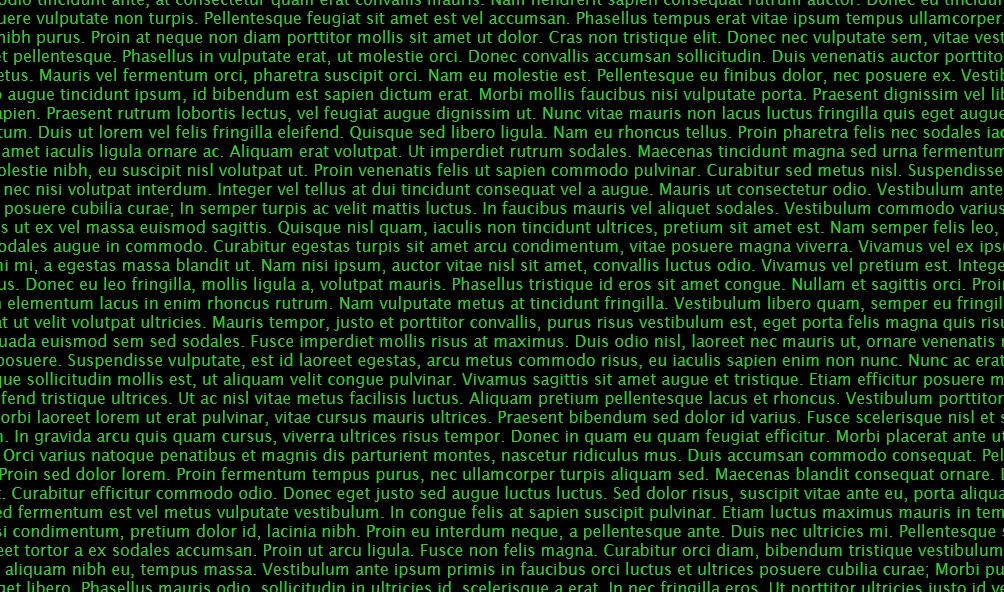 odio tincidunt ante, at consectetur quam erat convallis mauris. Nam hendrerit sapien consequat rutrum auctor. Donec eu tincidunt
uere vulputate non turpis. Pellentesque feugiat sit amet est vel accumsan. Phasellus tempus erat vitae ipsum tempus ullamcorper
nibh purus. Proin at neque non diam porttitor mollis sit amet ut dolor. Cras non tristique elit. Donec nec vulputate sem, vitae vest
et pellentesque. Phasellus in vulputate erat, ut molestie orci. Donec convallis accumsan sollicitudin. Duis venenatis auctor porttito
etus. Mauris vel fermentum orci, pharetra suscipit orci. Nam eu molestie est. Pellentesque eu finibus dolor, nec posuere ex. Vestib
augue tincidunt ipsum, id bibendum est sapien dictum erat. Morbi mollis faucibus nisi vulputate porta. Praesent dignissim vel lib
apien. Praesent rutrum lobortis lectus, vel feugiat augue dignissim ut. Nunc vitae mauris non lacus luctus fringilla quis eget augue
tum. Duis ut lorem vel felis fringilla eleifend. Quisque sed libero ligula. Nam eu rhoncus tellus. Proin pharetra felis nec sodales iac
amet iaculis ligula ornare ac. Aliquam erat volutpat. Ut imperdiet rutrum sodales. Maecenas tincidunt magna sed urna fermentum
olestie nibh, eu suscipit nisl volutpat ut. Proin venenatis felis ut sapien commodo pulvinar. Curabitur sed metus nisl. Suspendisse
nec nisi volutpat interdum. Integer vel tellus at dui tincidunt consequat vel a augue. Mauris ut consectetur odio. Vestibulum ante
posuere cubilia curae; In semper turpis ac velit mattis luctus. In faucibus mauris vel aliquet sodales. Vestibulum commodo varius
s ut ex vel massa euismod sagittis. Quisque nisl quam, iaculis non tincidunt ultrices, pretium sit amet est. Nam semper felis leo,
odales augue in commodo. Curabitur egestas turpis sit amet arcu condimentum, vitae posuere magna viverra. Vivamus vel ex ips
mi mi, a egestas massa blandit ut. Nam nisi ipsum, auctor vitae nisl sit amet, convallis luctus odio. Vivamus vel pretium est. Intege
us. Donec eu leo fringilla, mollis ligula a, volutpat mauris. Phasellus tristique id eros sit amet congue. Nullam et sagittis orci. Proin
elementum lacus in enim rhoncus rutrum. Nam vulputate metus at tincidunt fringilla. Vestibulum libero quam, semper eu fringil
at ut velit volutpat ultricies. Mauris tempor, justo et porttitor convallis, purus risus vestibulum est, eget porta felis magna quis risu
uada euismod sem sed sodales. Fusce imperdiet mollis risus at maximus. Duis odio nisl, laoreet nec mauris ut, ornare venenatis n
posuere. Suspendisse vulputate, est id laoreet egestas, arcu metus commodo risus, eu iaculis sapien enim non nunc. Nunc ac erat
que sollicitudin mollis est, ut aliquam velit congue pulvinar. Vivamus sagittis sit amet augue et tristique. Etiam efficitur posuere m
fend tristique ultrices. Ut ac nisl vitae metus facilisis luctus. Aliquam pretium pellentesque lacus et rhoncus. Vestibulum porttitor
orbi laoreet lorem ut erat pulvinar, vitae cursus mauris ultrices. Praesent bibendum sed dolor id varius. Fusce scelerisque nisl et s
. In gravida arcu quis quam cursus, viverra ultrices risus tempor. Donec in quam eu quam feugiat efficitur. Morbi placerat ante ut
Orci varius natoque penatibus et magnis dis parturient montes, nascetur ridiculus mus. Duis accumsan commodo consequat. Pel
Proin sed dolor lorem. Proin fermentum tempus purus, nec ullamcorper turpis aliquam sed. Maecenas blandit consequat ornare. I
t. Curabitur efficitur commodo odio. Donec eget justo sed augue luctus luctus. Sed dolor risus, suscipit vitae ante eu, porta aliqua
ed fermentum est vel metus vulputate vestibulum. In congue felis at sapien suscipit pulvinar. Etiam luctus maximus mauris in tem
si condimentum, pretium dolor id, lacinia nibh. Proin eu interdum neque, a pellentesque ante. Duis nec ultricies mi. Pellentesque s
eet tortor a ex sodales accumsan. Proin ut arcu ligula. Fusce non felis magna. Curabitur orci diam, bibendum tristique vestibulum
aliquam nibh eu, tempus massa. Vestibulum ante ipsum primis in faucibus orci luctus et ultrices posuere cubilia curae; Morbi pu
get libero. Phasellus mauris odio, sollicitudin in ultricies id, scelerisque a erat. In nec fringilla eros. Ut porttitor ultricies justo id vo